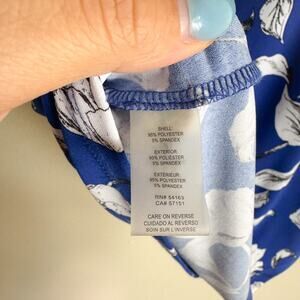 SHELL:
95% POLYESTER
5% SPANDEX
EXTERIOR:
95% POLIÉSTER
5% SPANDEX
EXTÉRIEUR:
95% POLYESTER
5% SPANDEX
RN# 54163
CA# 57151
CARE ON REVERSE
CUIDADO AL REVERSO
SOIN SUR L'INVERSE